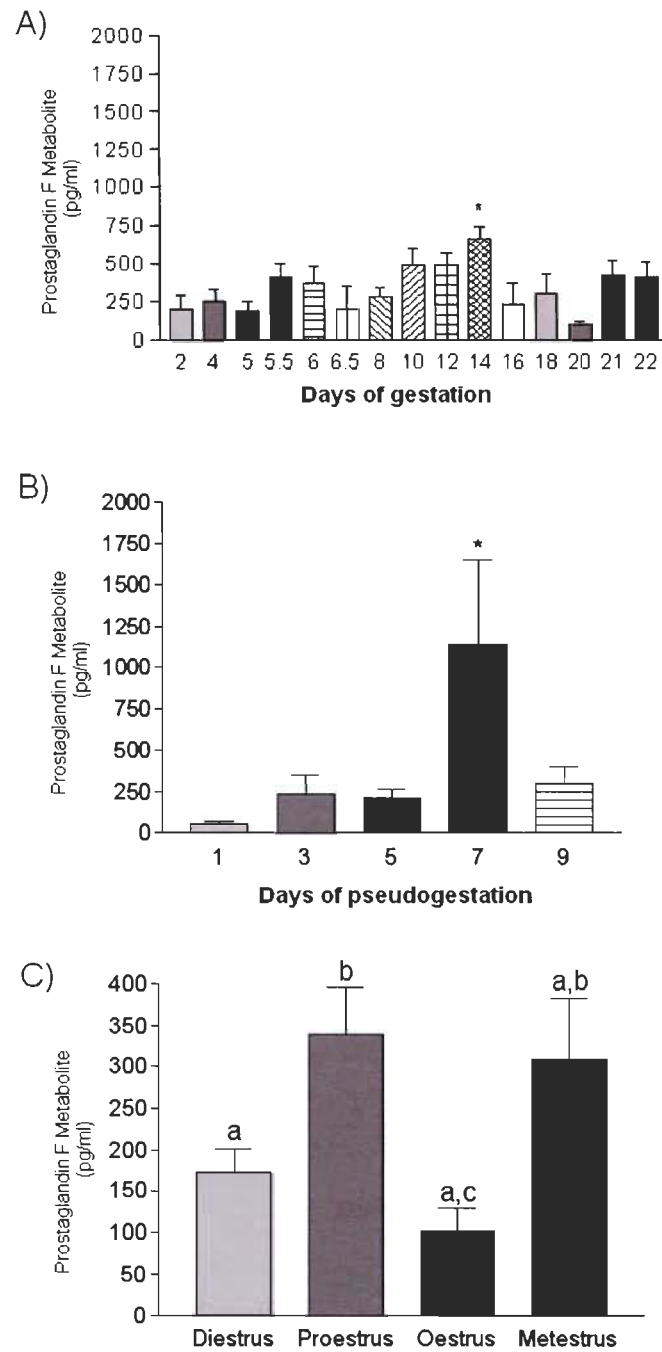 A)
Prostaglandin F Metabolite
(pg/ml)
2000
1750
1500
1250
1000
750
500
250
0
*
2 4 5 5.5 6 6.5 8 10 12 14 16 18 20 21 22
Days of gestation
B)
Prostaglandin F Metabolite
(pg/ml)
2000
1750
1500
1250
1000
750
500
250
0
*
1 3 5 7 9
Days of pseudogestation
C)
Prostaglandin F Metabolite
(pg/ml)
400
350
300
250
200
150
100
50
0
a b a,c a,b
Diestrus Proestrus Oestrus Metestrus